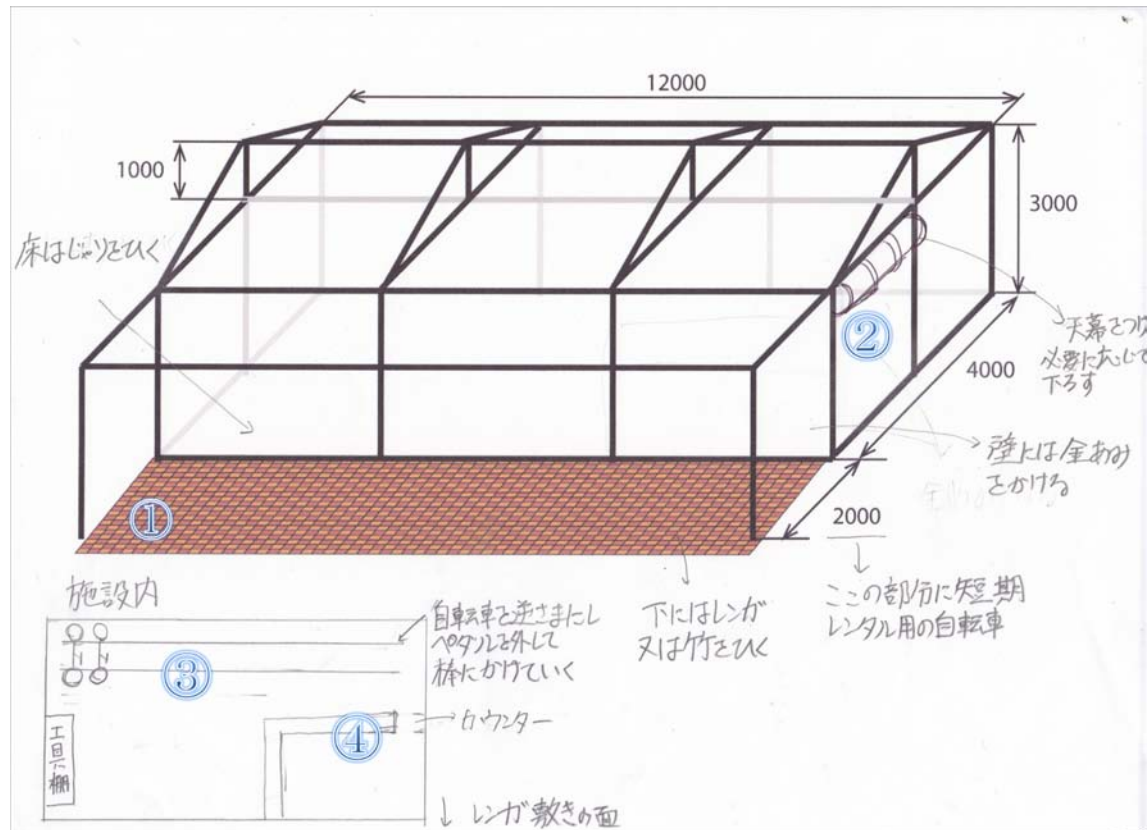 12000
1000
3000
床はじゃりをひく
②
天幕をつけ
必要に応じて
下ろす
4000
壁には金あみ
をかける
①
2000
施設内
自転車を逆さまにし
ペダルを外して
棒にかけていく
下にはレンガ
又は竹をひく
ここの部分に短期
レンタル用の自転車
③
④
カウンター
工具棚
レンガ敷きの面